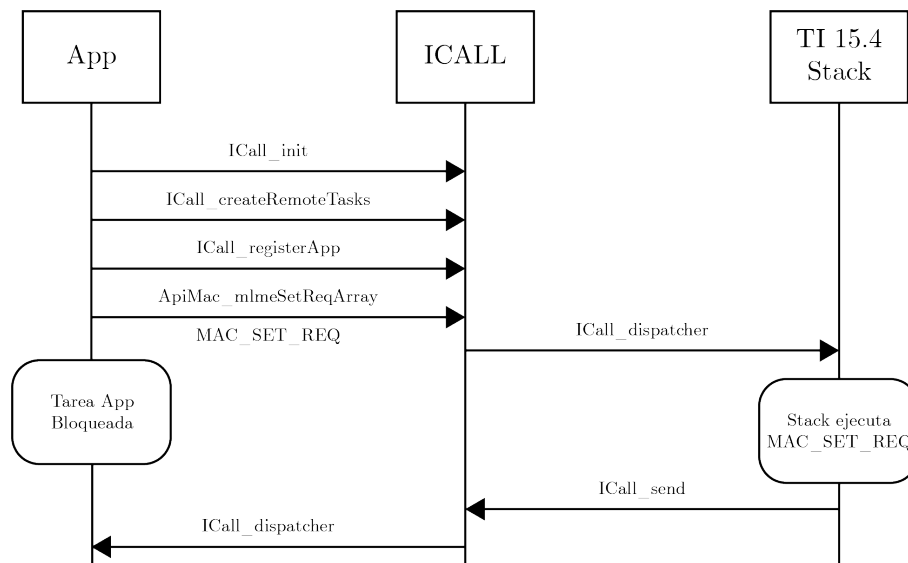 App
ICALL
TI 15.4
Stack
ICall_init
ICall_createRemoteTasks
ICall_registerApp
ApiMac_mlmeSetReqArray
MAC_SET_REQ
ICall_dispatcher
Tarea App
Bloqueada
Stack ejecuta
MAC_SET_REQ
ICall_send
ICall_dispatcher